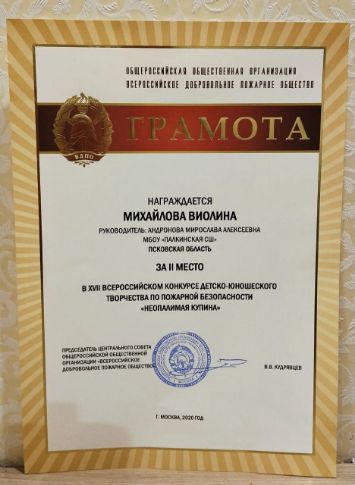 ОБЩЕРОССИЙСКАЯ ОБЩЕСТВЕННАЯ ОРГАНИЗАЦИЯ
ВСЕРОССИЙСКОЕ ДОБРОВОЛЬНОЕ ПОЖАРНОЕ ОБЩЕСТВО
ГРАМОТА
ВДПО
НАГРАЖДАЕТСЯ
МИХАЙЛОВА ВИОЛИНА
РУКОВОДИТЕЛЬ: АНДРОНОВА МИРОСЛАВА АЛЕКСЕЕВНА
МБОУ «ПАЛКИНСКАЯ СШ»
ПСКОВСКАЯ ОБЛАСТЬ
ЗА II МЕСТО
В XVII ВСЕРОССИЙСКОМ КОНКУРСЕ ДЕТСКО-ЮНОШЕСКОГО
ТВОРЧЕСТВА ПО ПОЖАРНОЙ БЕЗОПАСНОСТИ
«НЕОПАЛИМАЯ КУПИНА»
ПРЕДСЕДАТЕЛЬ ЦЕНТРАЛЬНОГО СОВЕТА
ОБЩЕРОССИЙСКОЙ ОБЩЕСТВЕННОЙ
ОРГАНИЗАЦИИ «ВСЕРОССИЙСКОЕ
ДОБРОВОЛЬНОЕ ПОЖАРНОЕ ОБЩЕСТВО»
В.В. КУДРЯВЦЕВ
Г. МОСКВА, 2020 ГОД